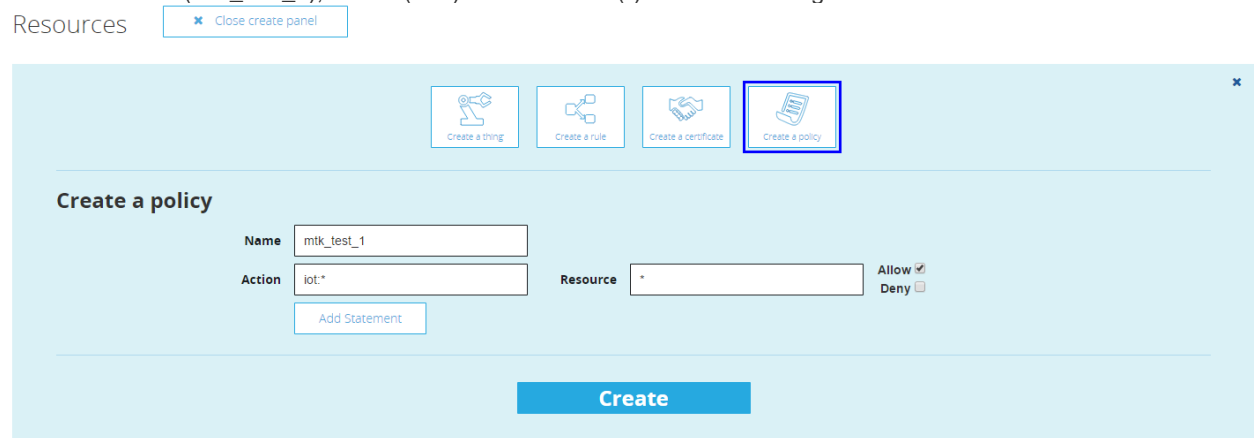 Resources
✖ Close create panel
✖
Create a thing
Create a rule
Create a certificate
Create a policy
Create a policy
Name mtk_test_1
Action iot:* Resource * Allow
Deny
Add Statement
Create